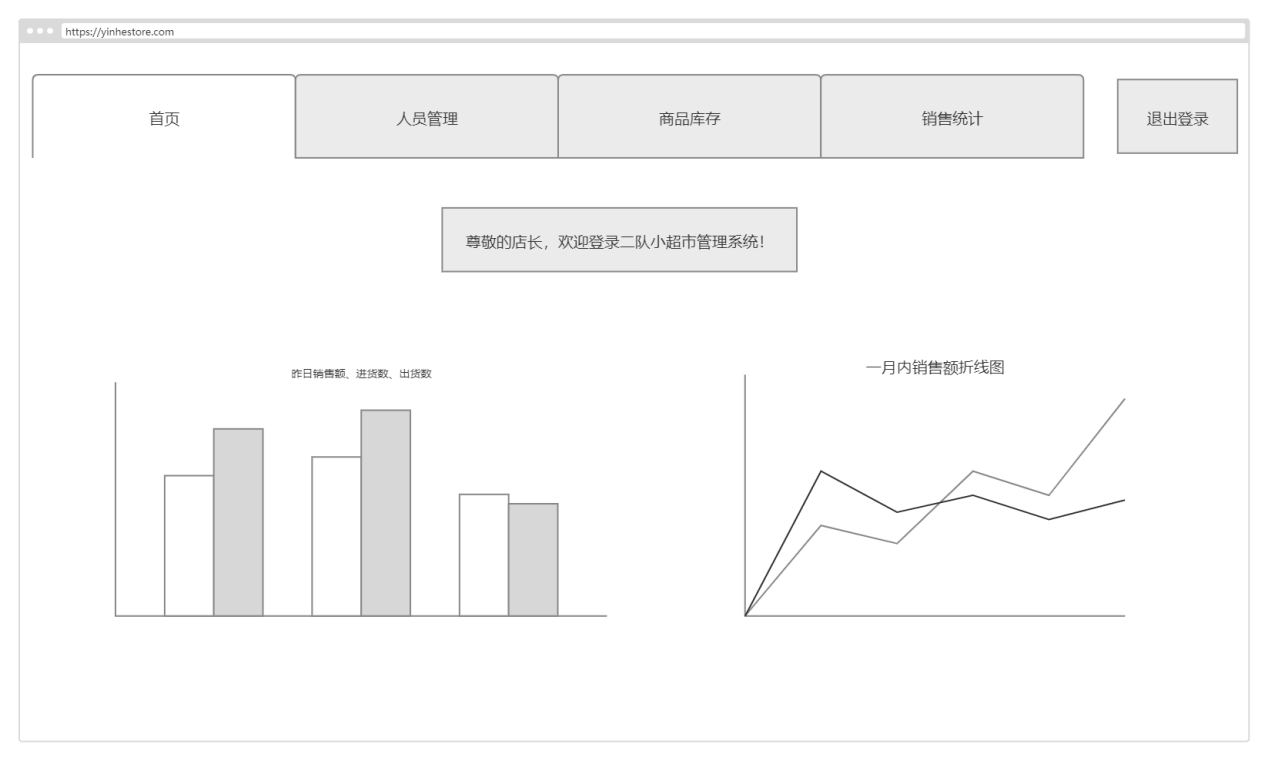 https://yinhestore.com
首页
人员管理
商品库存
销售统计
退出登录
尊敬的店长，欢迎登录二队小超市管理系统！
昨日销售额、进货数、出货数
一月内销售额折线图